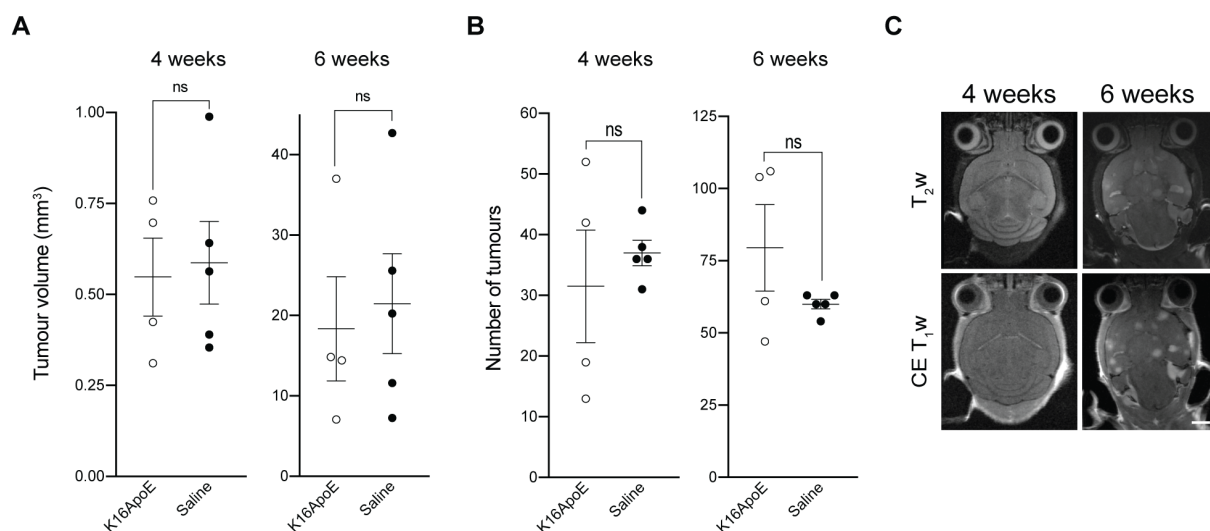 A
4 weeks
6 weeks
ns
ns
Tumour volume (mm³)
1.00
0.75
0.50
0.25
0.00
40
30
20
10
0
K16ApoE
Saline
K16ApoE
Saline
B
4 weeks
6 weeks
ns
ns
Number of tumours
60
50
40
30
20
10
0
125
100
75
50
25
0
K16ApoE
Saline
K16ApoE
Saline
C
4 weeks
6 weeks
T₂w
CE T₁w